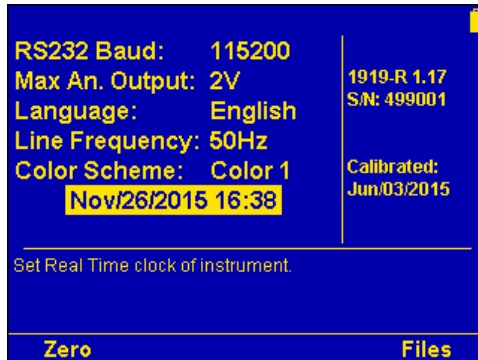 RS232 Baud: 115200
Max An. Output: 2V
Language: English
Line Frequency: 50Hz
Color Scheme: Color 1
Nov/26/2015 16:38
1919-R 1.17
S/N: 499001
Calibrated:
Jun/03/2015
Set Real Time clock of instrument.
Zero
Files